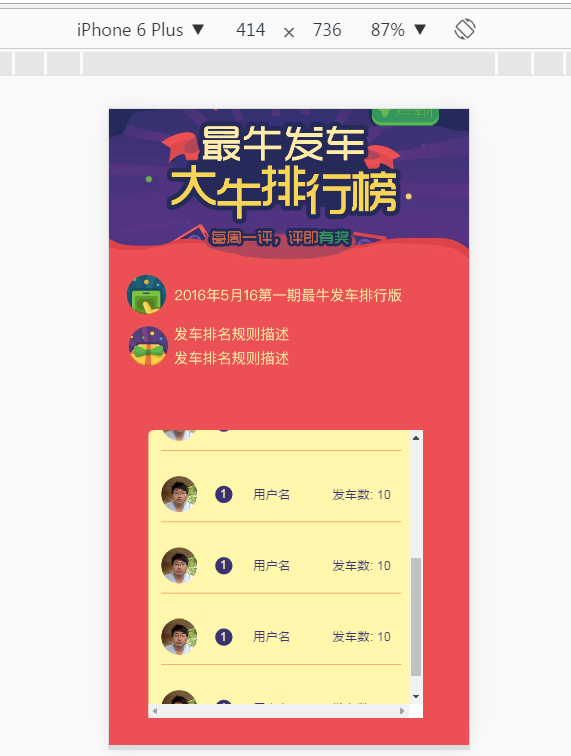 iPhone 6 Plus ▼ 414 × 736 87% ▼
最牛发车
大牛排行榜
每周一评，评即有奖
2016年5月16第一期最牛发车排行版
发车排名规则描述
发车排名规则描述
1 用户名 发车数: 10
1 用户名 发车数: 10
1 用户名 发车数: 10